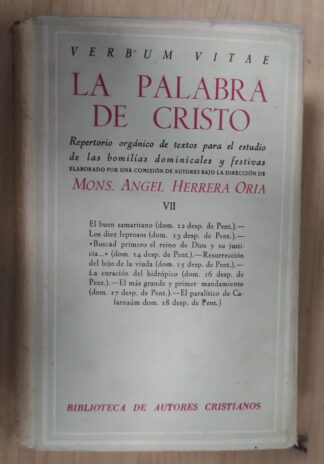 VERBUM VITAE
LA PALABRA
DE CRISTO
Repertorio orgánico de textos para el estudio
de las homilías dominicales y festivas
ELABORADO POR UNA COMISIÓN DE AUTORES BAJO LA DIRECCIÓN DE
MONS. ANGEL HERRERA ORIA
VII
El buen samaritano (dom. 12 desp. de Pent.).—
Los diez leprosos (dom. 13 desp. de Pent.).—
«Buscad primero el reino de Dios y su justi-
cia...» (dom. 14 desp. de Pent.).—Resurrección
del hijo de la viuda (dom. 15 desp. de Pent.).—
La curación del hidrópico (dom. 16 desp. de
Pent.).—El más grande y primer mandamiento
(dom. 17 desp. de Pent.).—El paralítico de Ca-
farnaúm dom. 18 desp. de Pent.)
BIBLIOTECA DE AUTORES CRISTIANOS